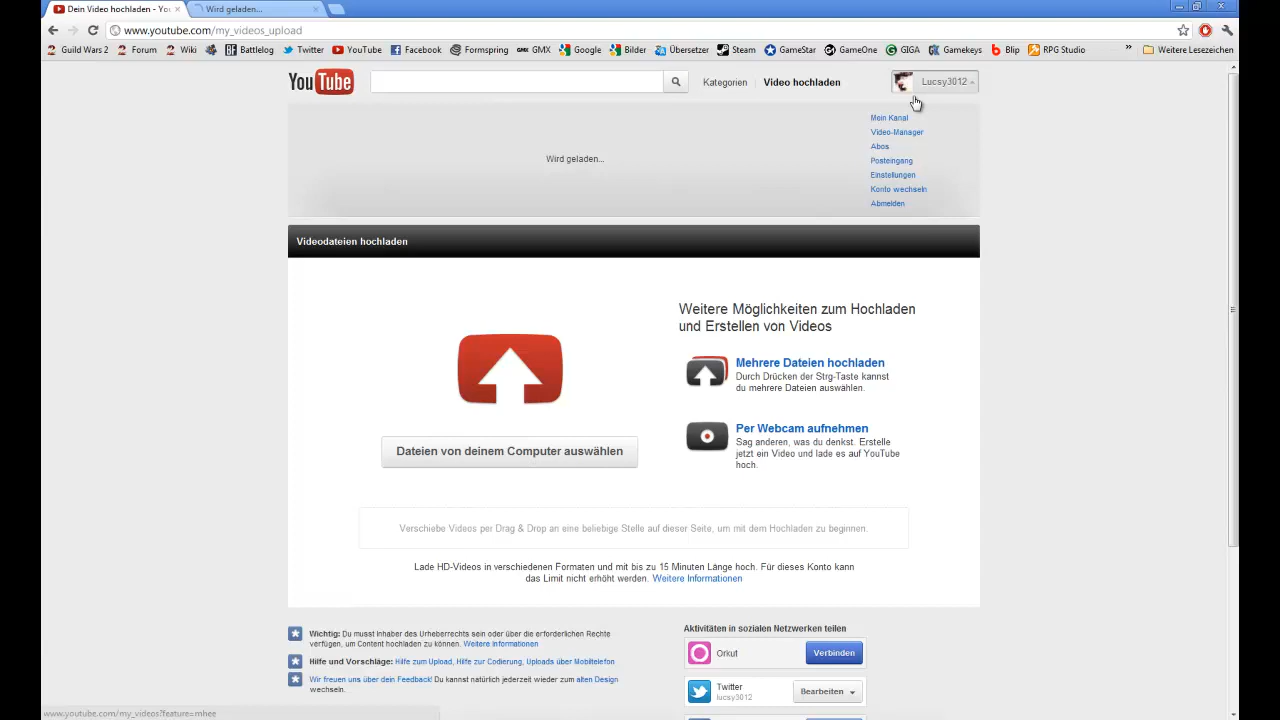 Dein Video hochladen - Yo
Wird geladen...
www.youtube.com/my_videos_upload
Guild Wars 2
Forum
Wiki
Battlelog
Twitter
YouTube
Facebook
Formspring
GMX
GMX
Google
Bilder
Übersetzer
Steam
GameStar
GameOne
GIGA
Gamekeys
Blip
RPG Studio
»
Weitere Lesezeichen
YouTube
Kategorien
Video hochladen
Lucsy3012
Wird geladen...
Mein Kanal
Video-Manager
Abos
Posteingang
Einstellungen
Konto wechseln
Abmelden
Videodateien hochladen
Weitere Möglichkeiten zum Hochladen
und Erstellen von Videos
Mehrere Dateien hochladen
Durch Drücken der Strg-Taste kannst
du mehrere Dateien auswählen.
Dateien von deinem Computer auswählen
Per Webcam aufnehmen
Sag anderen, was du denkst. Erstelle
jetzt ein Video und lade es auf YouTube
hoch.
Verschiebe Videos per Drag & Drop an eine beliebige Stelle auf dieser Seite, um mit dem Hochladen zu beginnen.
Lade HD-Videos in verschiedenen Formaten und mit bis zu 15 Minuten Länge hoch. Für dieses Konto kann
das Limit nicht erhöht werden. Weitere Informationen
Wichtig: Du musst Inhaber des Urheberrechts sein oder über die erforderlichen Rechte
verfügen, um Content hochladen zu können. Weitere Informationen
Hilfe und Vorschläge: Hilfe zum Upload, Hilfe zur Codierung, Uploads über Mobiltelefon
Wir freuen uns über dein Feedback! Du kannst natürlich jederzeit wieder zum alten Design
wechseln.
Aktivitäten in sozialen Netzwerken teilen
Orkut
Verbinden
Twitter
lucsy3012
Bearbeiten
www.youtube.com/my_videos?feature=mhee